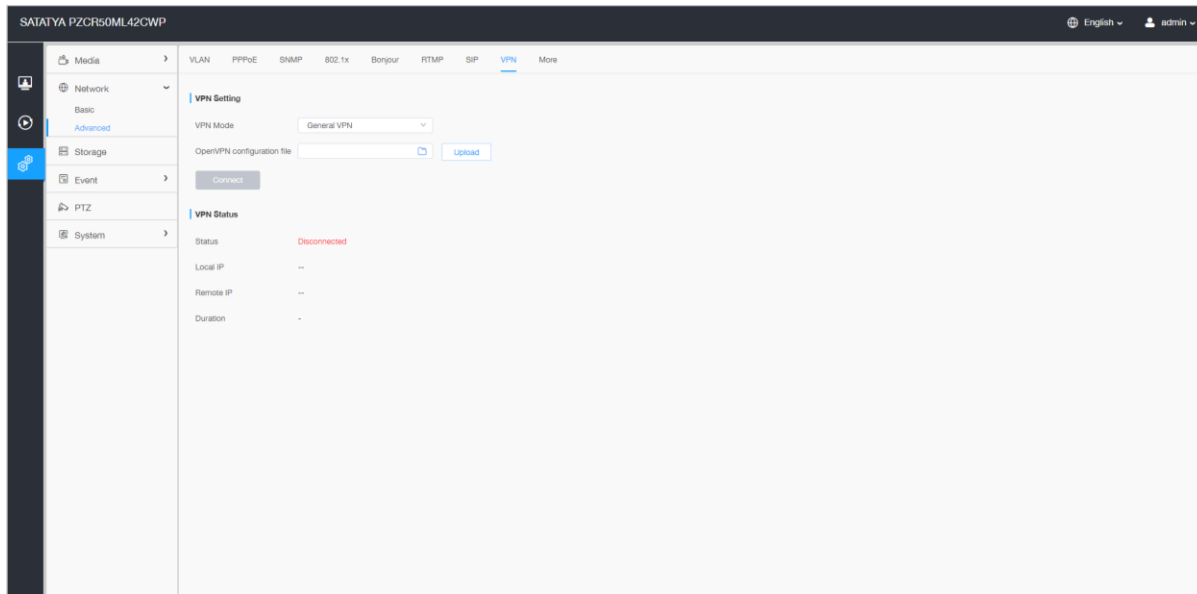 SATATYA PZCR50ML42CWP English admin
Media
Network
Basic
Advanced
Storage
Event
PTZ
System
VLAN PPPoE SNMP 802.1x Bonjour RTMP SIP VPN More
VPN Setting
VPN Mode General VPN
OpenVPN configuration file Upload
Connect
VPN Status
Status Disconnected
Local IP --
Remote IP --
Duration -